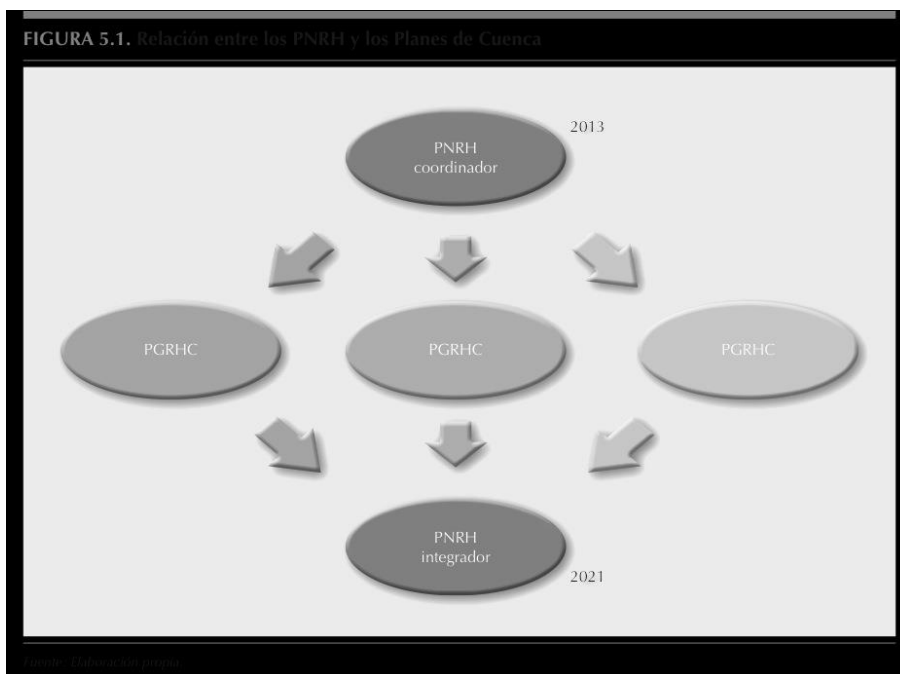 FIGURA 5.1. Relación entre los PNRH y los Planes de Cuenca
2013
PNRH
coordinador
PGRHC
PGRHC
PGRHC
PNRH
integrador
2021
Fuente: Elaboración propia.